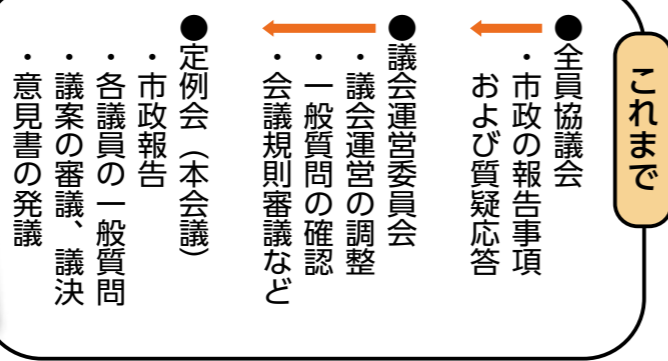 これまで
●全員協議会
・市政の報告事項
および質疑応答
●議会運営委員会
・議会運営の調整
・一般質問の確認
・会議規則審議など
●定例会（本会議）
・市政報告
・各議員の一般質問
・議案の審議、議決
・意見書の発議